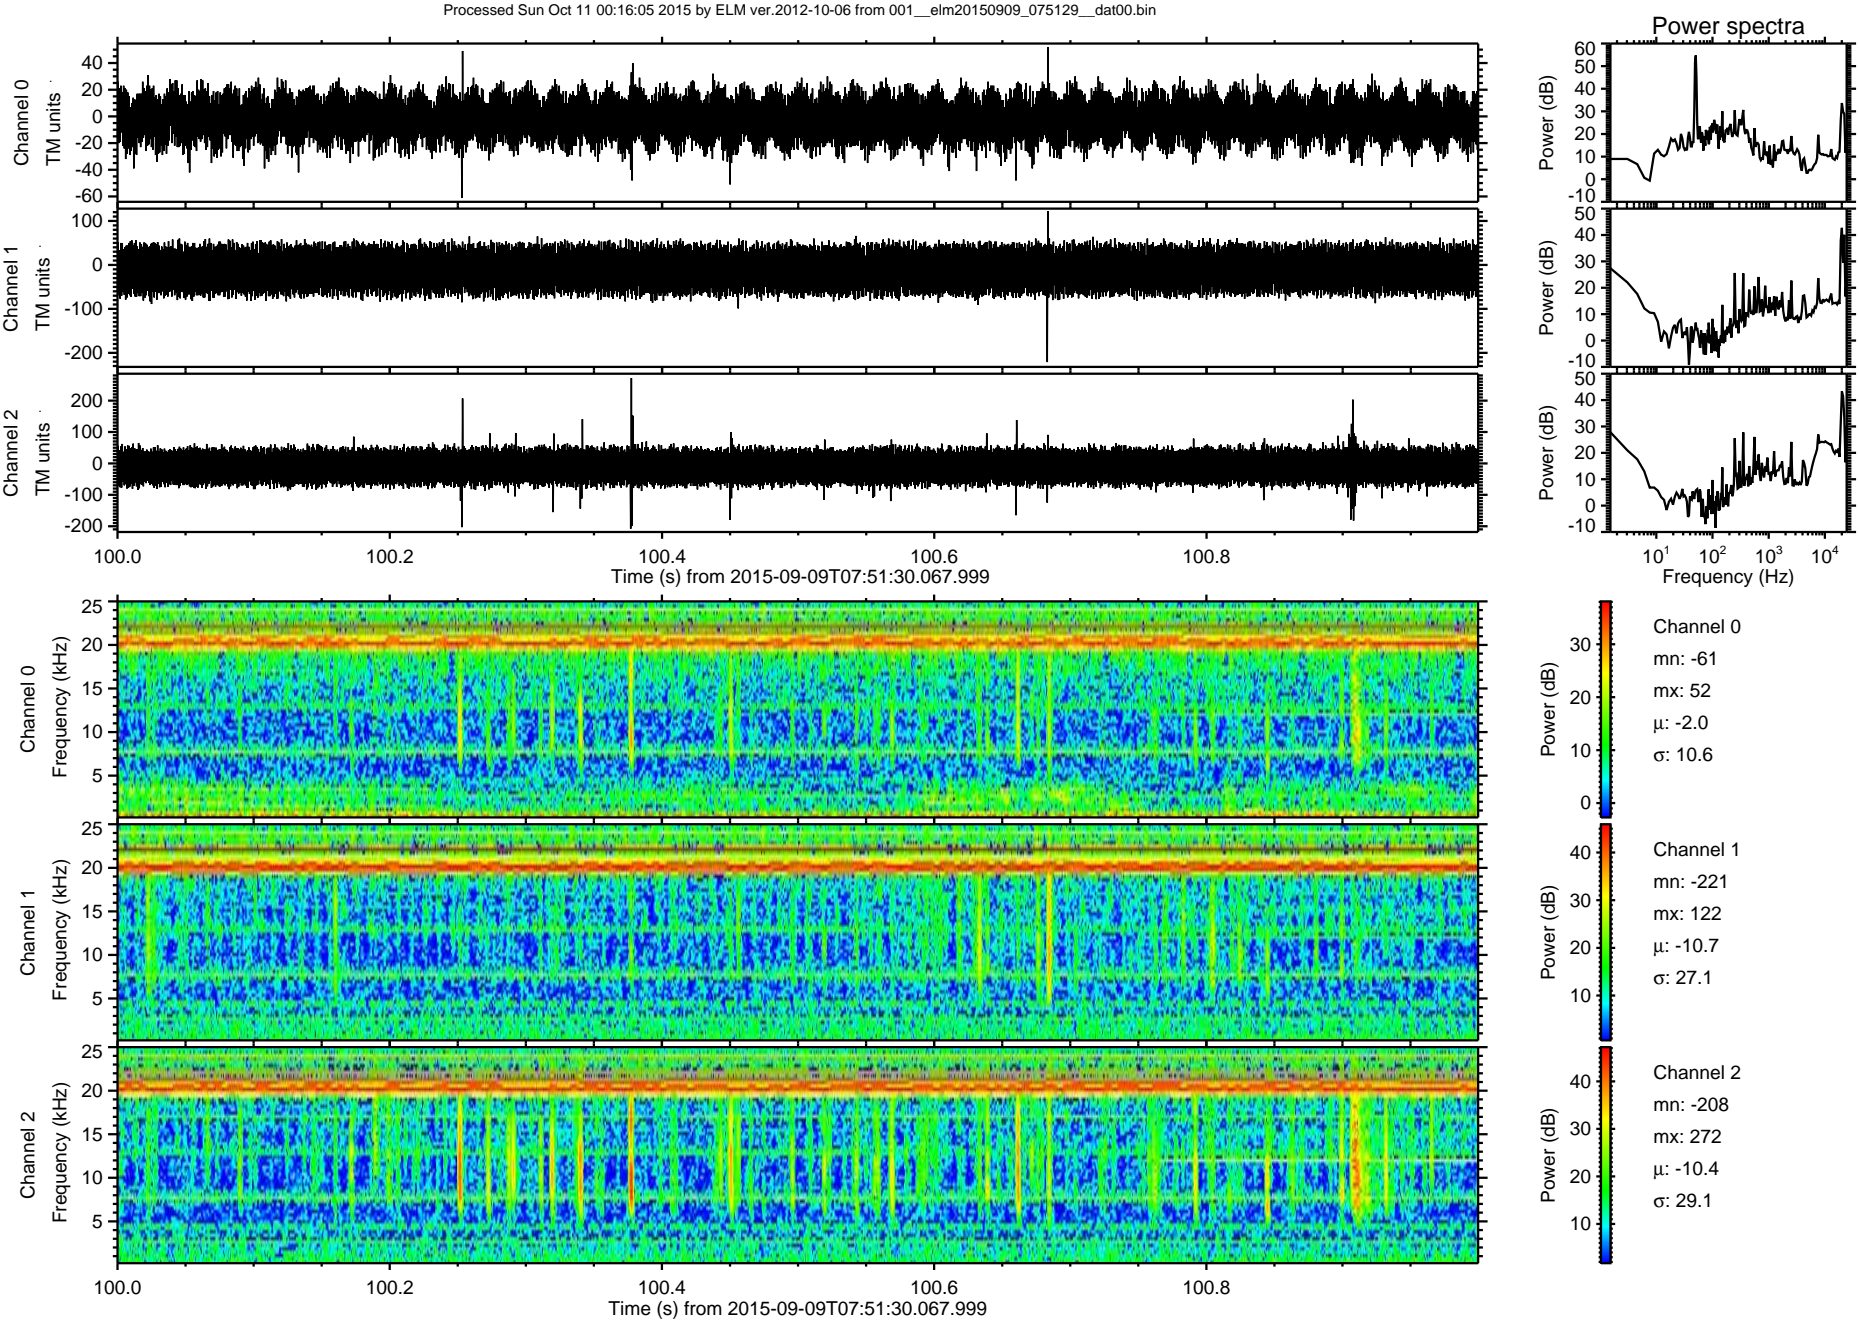 Processed Sun Oct 11 00:16:05 2015 by ELM ver.2012-10-06 from 001__elm20150909_075129__dat00.bin
Power spectra
Channel 0
TM units
40
20
0
-20
-40
-60
Power (dB)
60
50
40
30
20
10
0
-10
Channel 1
TM units
100
0
-100
-200
Power (dB)
50
40
30
20
10
0
-10
Channel 2
TM units
200
100
0
-100
-200
Power (dB)
50
40
30
20
10
0
-10
100.0 100.2 100.4 100.6 100.8
Time (s) from 2015-09-09T07:51:30.067.999
10¹ 10² 10³ 10⁴
Frequency (Hz)
Channel 0
Frequency (kHz)
25
20
15
10
5
Power (dB)
30
20
10
0
Channel 0
mn: -61
mx: 52
μ: -2.0
σ: 10.6
Channel 1
Frequency (kHz)
25
20
15
10
5
Power (dB)
40
30
20
10
Channel 1
mn: -221
mx: 122
μ: -10.7
σ: 27.1
Channel 2
Frequency (kHz)
25
20
15
10
5
Power (dB)
40
30
20
10
Channel 2
mn: -208
mx: 272
μ: -10.4
σ: 29.1
100.0 100.2 100.4 100.6 100.8
Time (s) from 2015-09-09T07:51:30.067.999